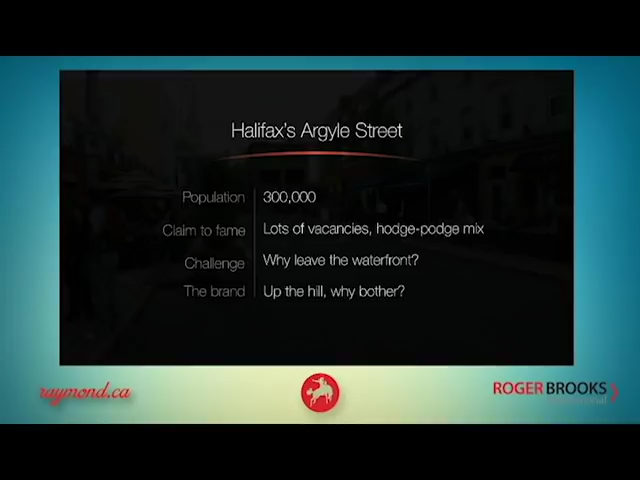 Halifax's Argyle Street
Population 300,000
Claim to fame Lots of vacancies, hodge-podge mix
Challenge Why leave the waterfront?
The brand Up the hill, why bother?
raymond.ca
ROGER BROOKS